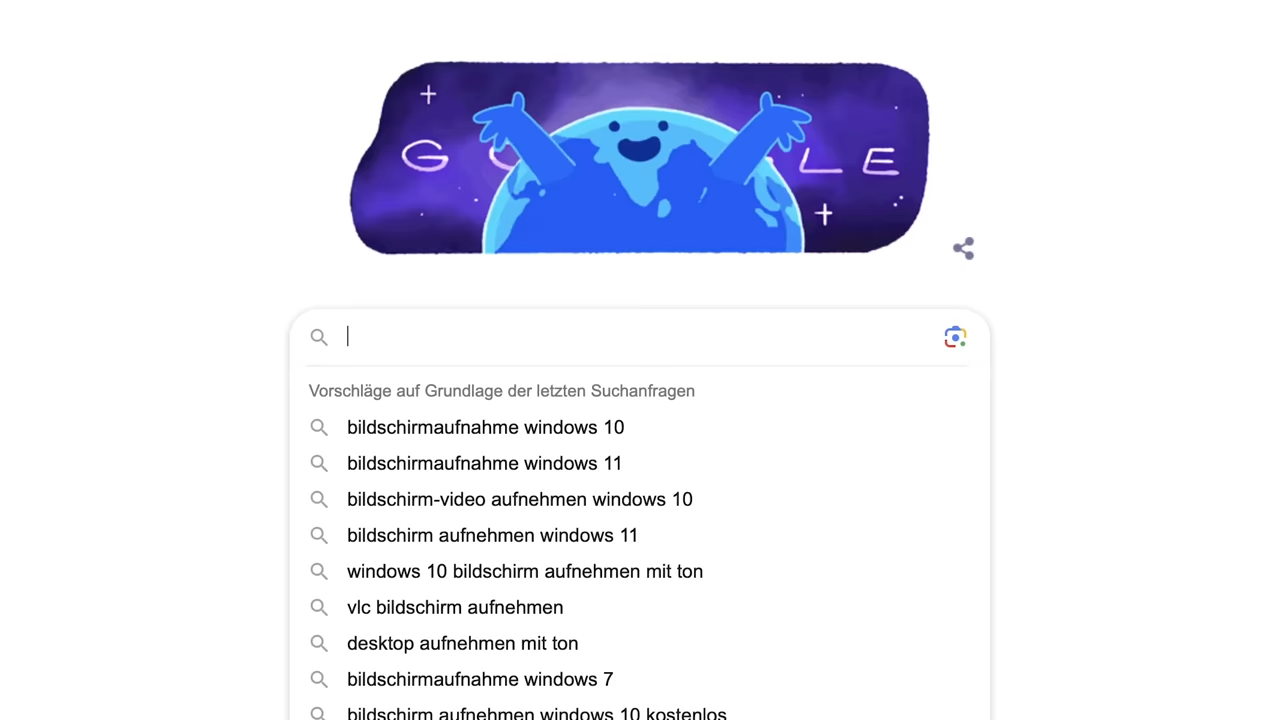 G O LE
Vorschläge auf Grundlage der letzten Suchanfragen
bildschirmaufnahme windows 10
bildschirmaufnahme windows 11
bildschirm-video aufnehmen windows 10
bildschirm aufnehmen windows 11
windows 10 bildschirm aufnehmen mit ton
vlc bildschirm aufnehmen
desktop aufnehmen mit ton
bildschirmaufnahme windows 7
bildschirm aufnehmen windows 10 kostenlos